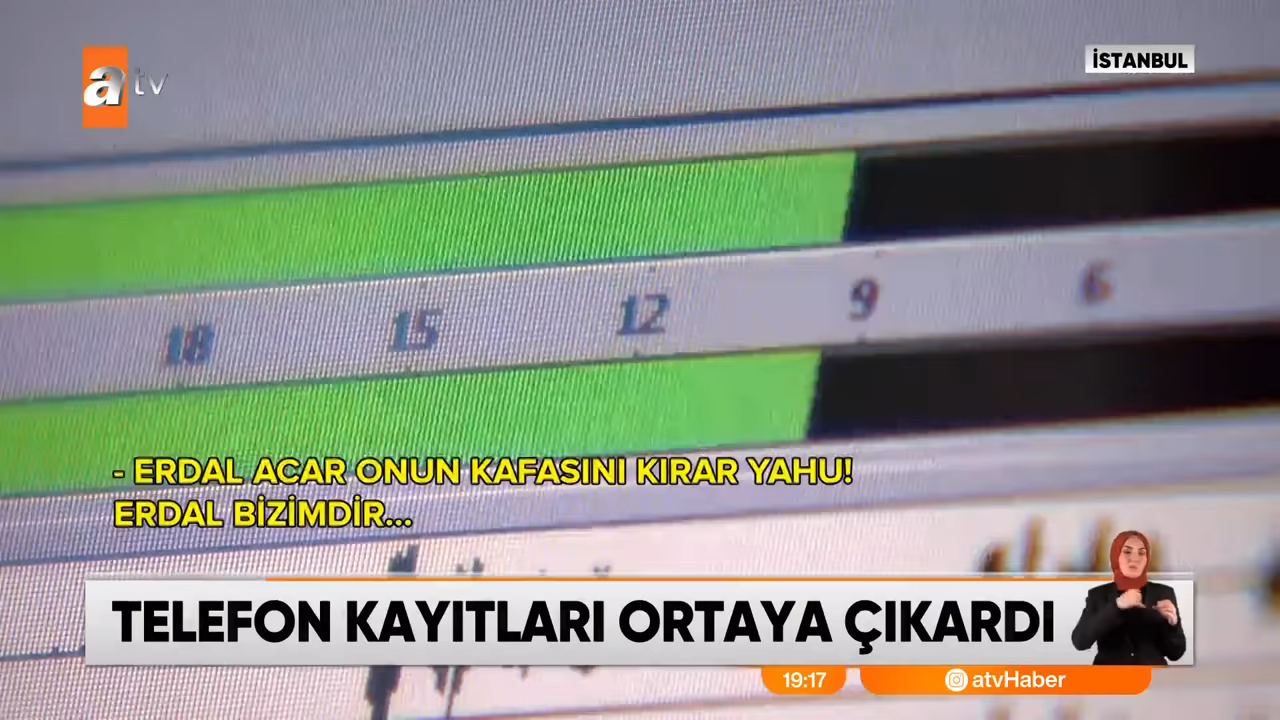 a tv
İSTANBUL
18 15 12 9 6
- ERDAL ACAR ONUN KAFASINI KIRAR YAHU!
ERDAL BİZİMDİR...
TELEFON KAYITLARI ORTAYA ÇIKARDI
19:17
atvHaber